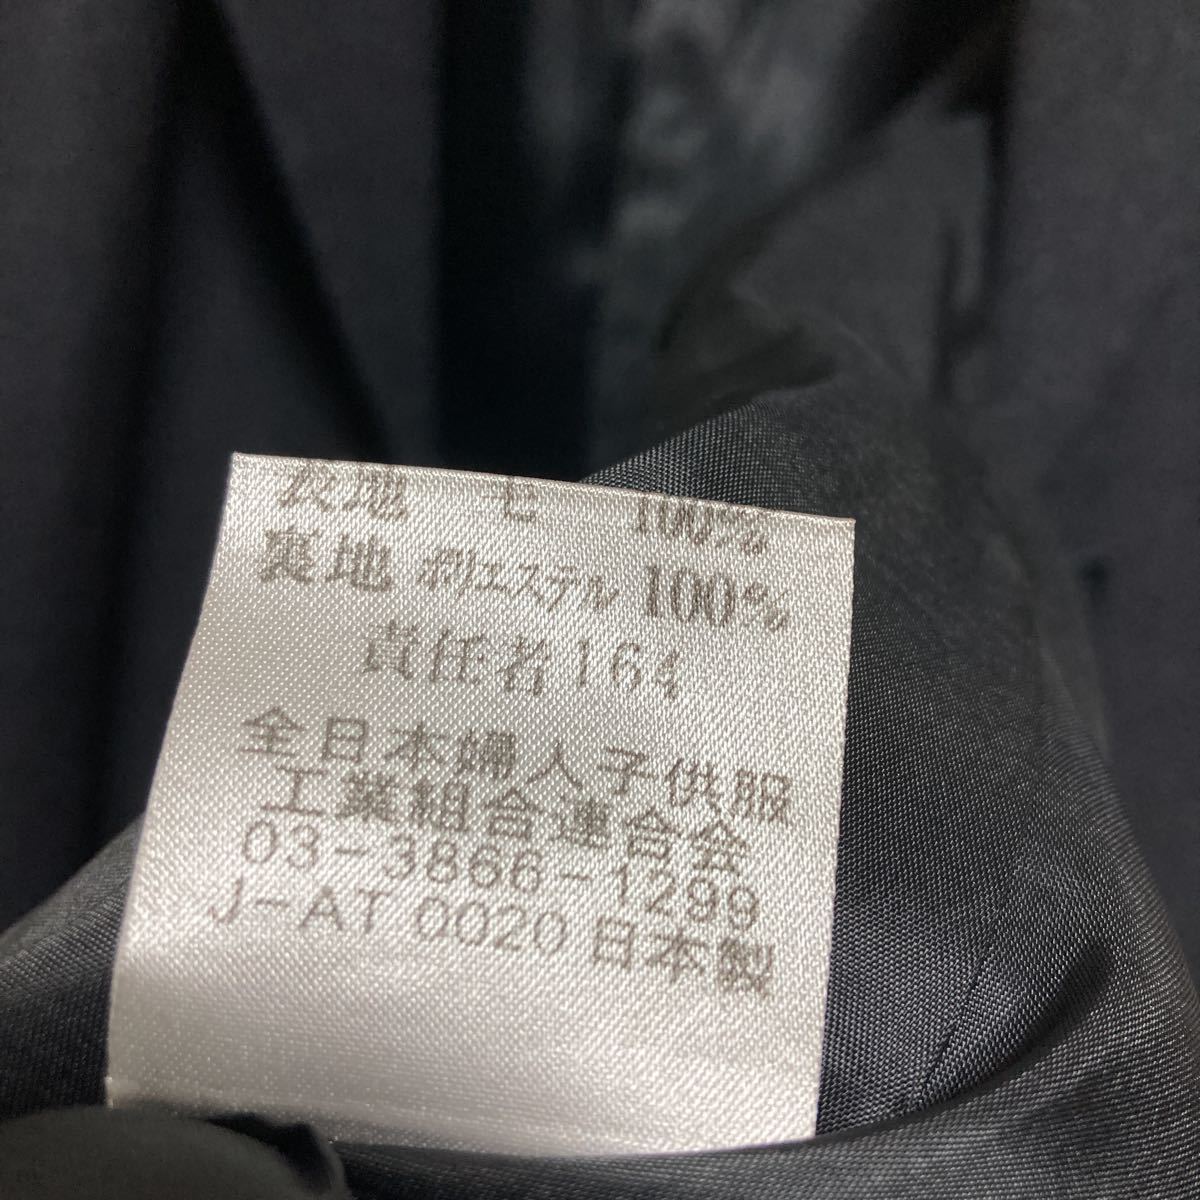 表地 毛 100%
裏地 ポリエステル 100%
責任者164
全日本婦人子供服
工業組合連合会
03-3866-1299
J-AT 0020 日本製